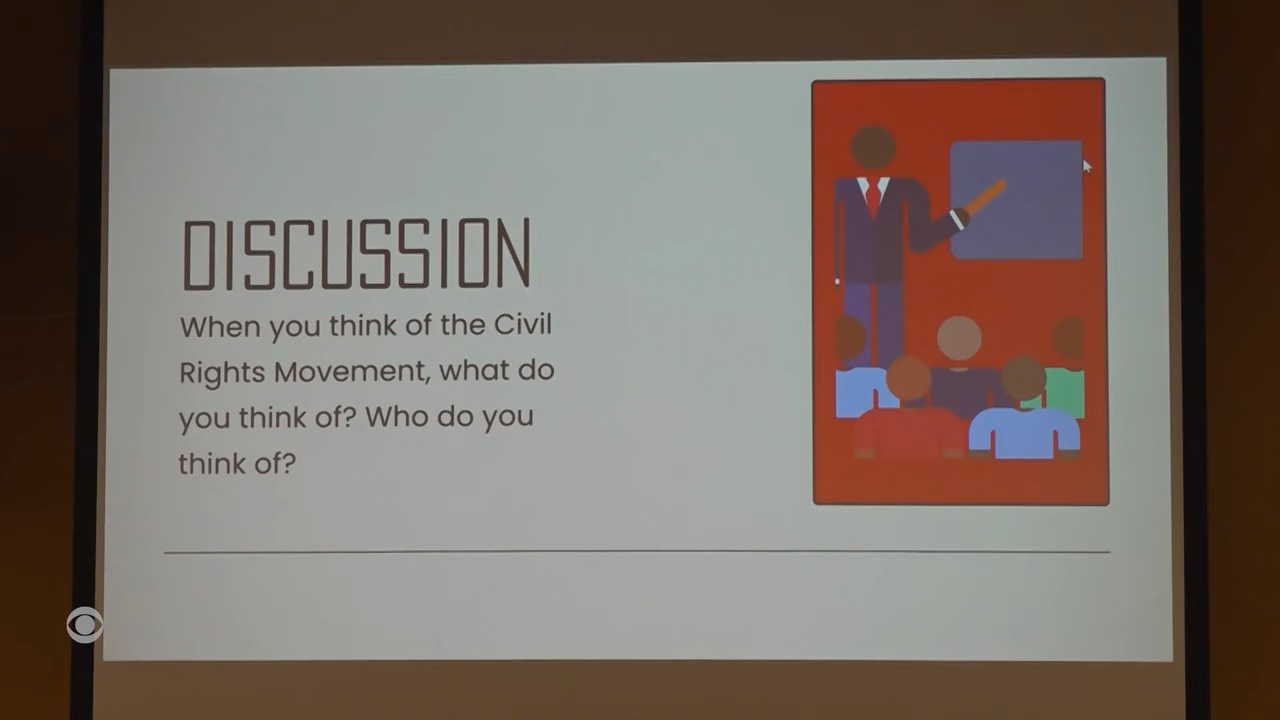 DISCUSSION
When you think of the Civil
Rights Movement, what do
you think of? Who do you
think of?